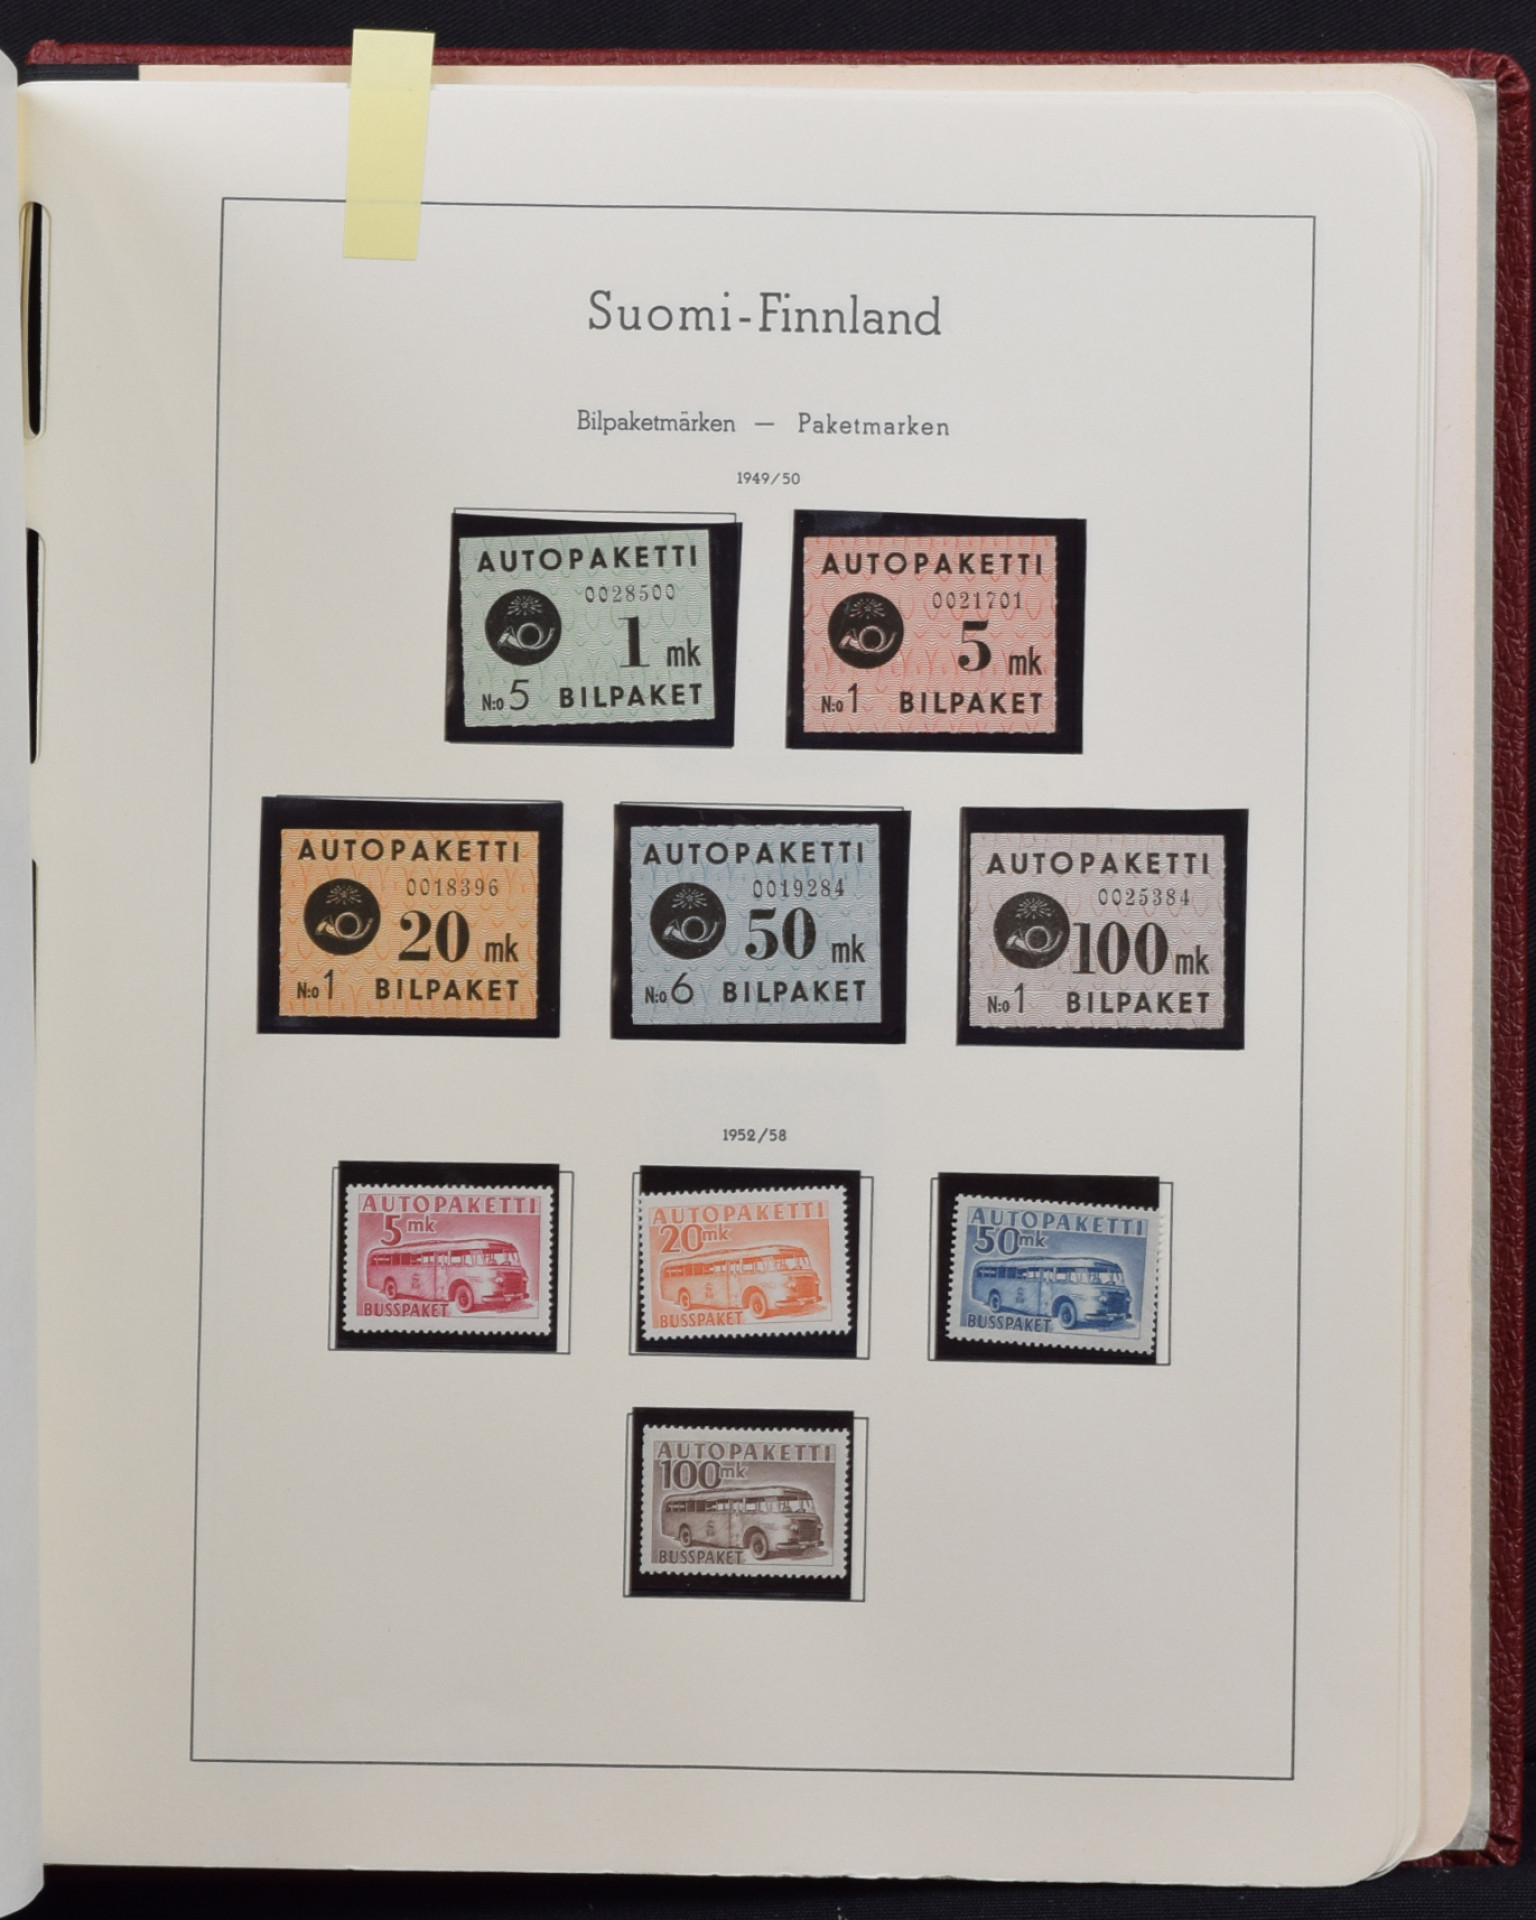 Suomi-Finnland
Bilpaketmärken — Paketmarken
1949/50
AUTOPAKETTI
0028500
1 mk
N:o 5 BILPAKET
AUTOPAKETTI
0021701
5 mk
N:o 1 BILPAKET
AUTOPAKETTI
0018396
20 mk
N:o 1 BILPAKET
AUTOPAKETTI
0019284
50 mk
N:o 6 BILPAKET
AUTOPAKETTI
0025384
100 mk
N:o 1 BILPAKET
1952/58
AUTOPAKETTI
5 mk
BUSSPAKET
AUTOPAKETTI
20 mk
BUSSPAKET
AUTOPAKETTI
50 mk
BUSSPAKET
AUTOPAKETTI
100 mk
BUSSPAKET